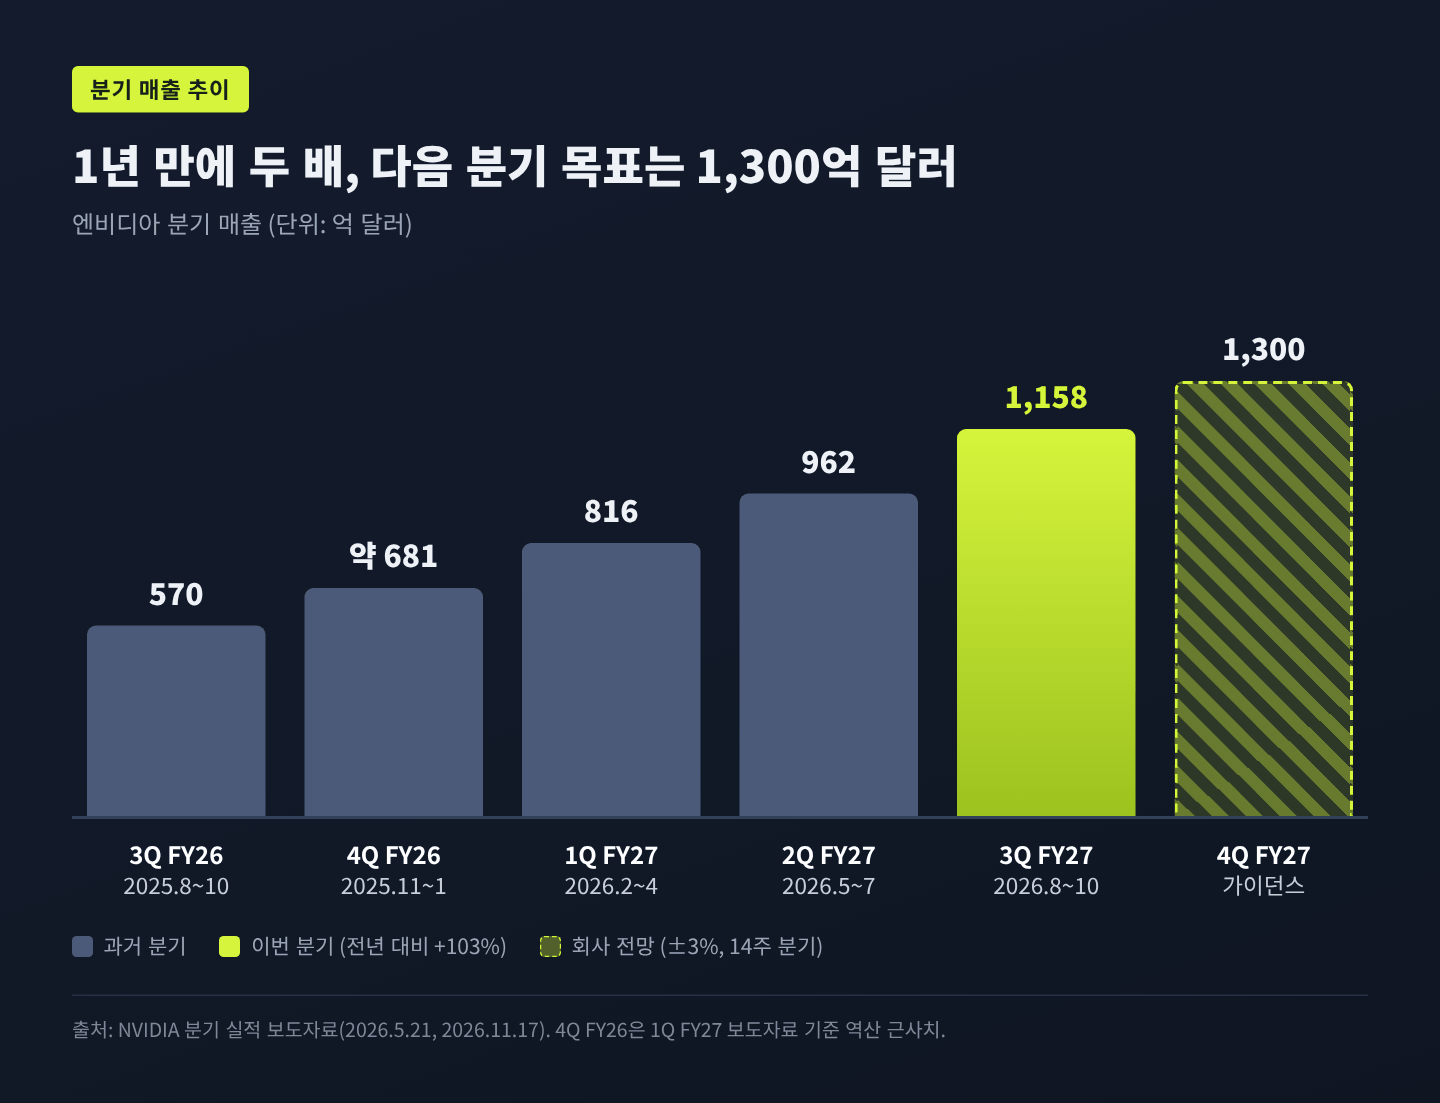 분기 매출 추이
1년 만에 두 배, 다음 분기 목표는 1,300억 달러
엔비디아 분기 매출 (단위: 억 달러)
570
약 681
816
962
1,158
1,300
3Q FY26
2025.8~10
4Q FY26
2025.11~1
1Q FY27
2026.2~4
2Q FY27
2026.5~7
3Q FY27
2026.8~10
4Q FY27
가이던스
과거 분기
이번 분기 (전년 대비 +103%)
회사 전망 (±3%, 14주 분기)
출처: NVIDIA 분기 실적 보도자료(2026.5.21, 2026.11.17). 4Q FY26은 1Q FY27 보도자료 기준 역산 근사치.